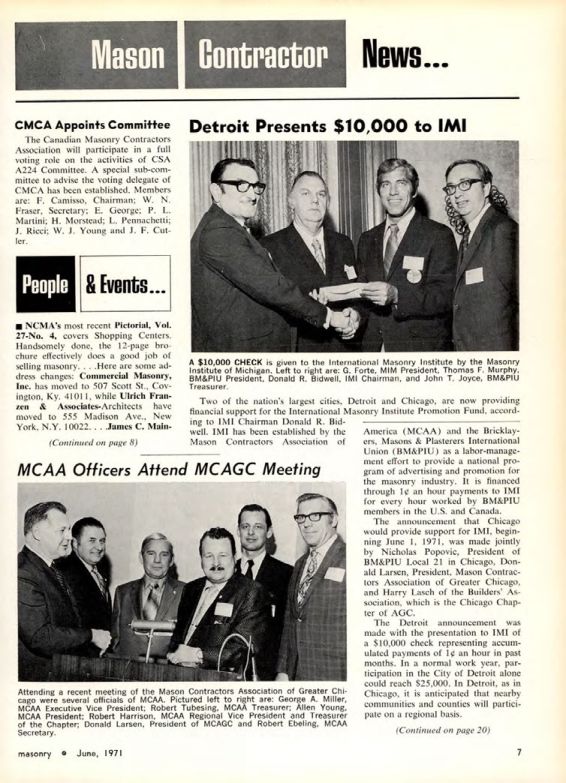 Mason Contractor News...
CMCA Appoints Committee
The Canadian Masonry Contractors
Association will participate in a full
voting role on the activities of CSA
A224 Committee. A special sub-com-
mittee to advise the voting delegate of
CMCA has been established. Members
are: F. Camisso, Chairman; W. N.
Fraser, Secretary; E. George; P. L.
Martini; H. Morstead; L. Pennachetti;
J. Ricci; W. J. Young and J. F. Cut-
ler.
People & Events...
■ NCMA's most recent Pictorial, Vol.
27-No. 4, covers Shopping Centers.
Handsomely done, the 12-page bro-
chure effectively does a good job of
selling masonry. . . .Here are some ad-
dress changes: Commercial Masonry,
Inc. has moved to 507 Scott St., Cov-
ington, Ky. 41011, while Ulrich Fran-
zen & Associates-Architects have
moved to 555 Madison Ave., New
York, N.Y. 10022. . . .James C. Main-
(Continued on page 8)
Detroit Presents $10,000 to IMI
A $10,000 CHECK is given to the International Masonry Institute by the Masonry
Institute of Michigan. Left to right are: G. Forte, MIM President, Thomas F. Murphy,
BM&PIU President, Donald R. Bidwell, IMI Chairman, and John T. Joyce, BM&PIU
Treasurer.
Two of the nation's largest cities, Detroit and Chicago, are now providing
financial support for the International Masonry Institute Promotion Fund, accord-
ing to IMI Chairman Donald R. Bid-
well. IMI has been established by the
Mason Contractors Association of
America (MCAA) and the Bricklay-
ers, Masons & Plasterers International
Union (BM&PIU) as a labor-manage-
ment effort to provide a national pro-
gram of advertising and promotion for
the masonry industry. It is financed
through 1¢ an hour payments to IMI
for every hour worked by BM&PIU
members in the U.S. and Canada.
The announcement that Chicago
would provide support for IMI, begin-
ning June 1, 1971, was made jointly
by Nicholas Popovic, President of
BM&PIU Local 21 in Chicago, Don-
ald Larsen, President, Mason Contrac-
tors Association of Greater Chicago,
and Harry Lasch of the Builders' As-
sociation, which is the Chicago Chap-
ter of AGC.
The Detroit announcement was
made with the presentation to IMI of
a $10,000 check representing accum-
ulated payments of 1¢ an hour in past
months. In a normal work year, par-
ticipation in the City of Detroit alone
could reach $25,000. In Detroit, as in
Chicago, it is anticipated that nearby
communities and counties will partici-
pate on a regional basis.
(Continued on page 20)
MCAA Officers Attend MCAGC Meeting
Attending a recent meeting of the Mason Contractors Association of Greater Chi-
cago were several officials of MCAA. Pictured left to right are: George A. Miller,
MCAA Executive Vice President; Robert Tubesing, MCAA Treasurer; Allen Young,
MCAA President; Robert Harrison, MCAA Regional Vice President and Treasurer
of the Chapter; Donald Larsen, President of MCAGC and Robert Ebeling, MCAA
Secretary.
masonry • June, 1971
7